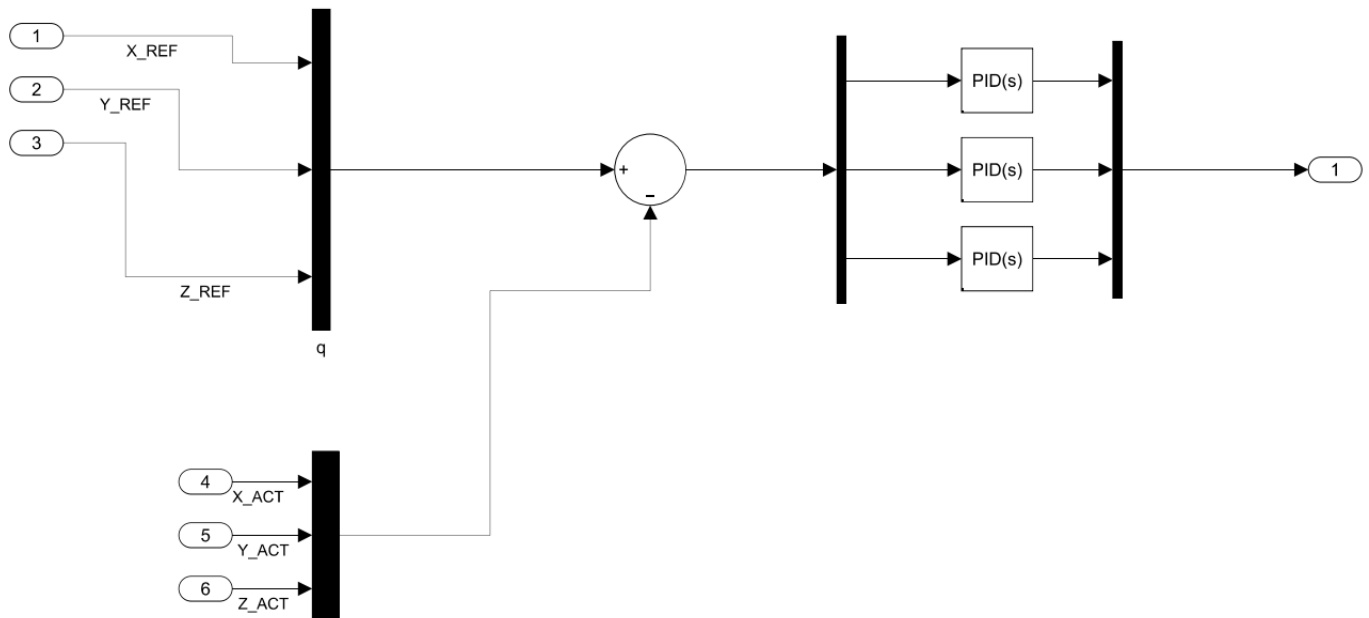 1
X_REF
2
Y_REF
3
Z_REF
q
+
−
PID(s)
PID(s)
PID(s)
1
4
X_ACT
5
Y_ACT
6
Z_ACT